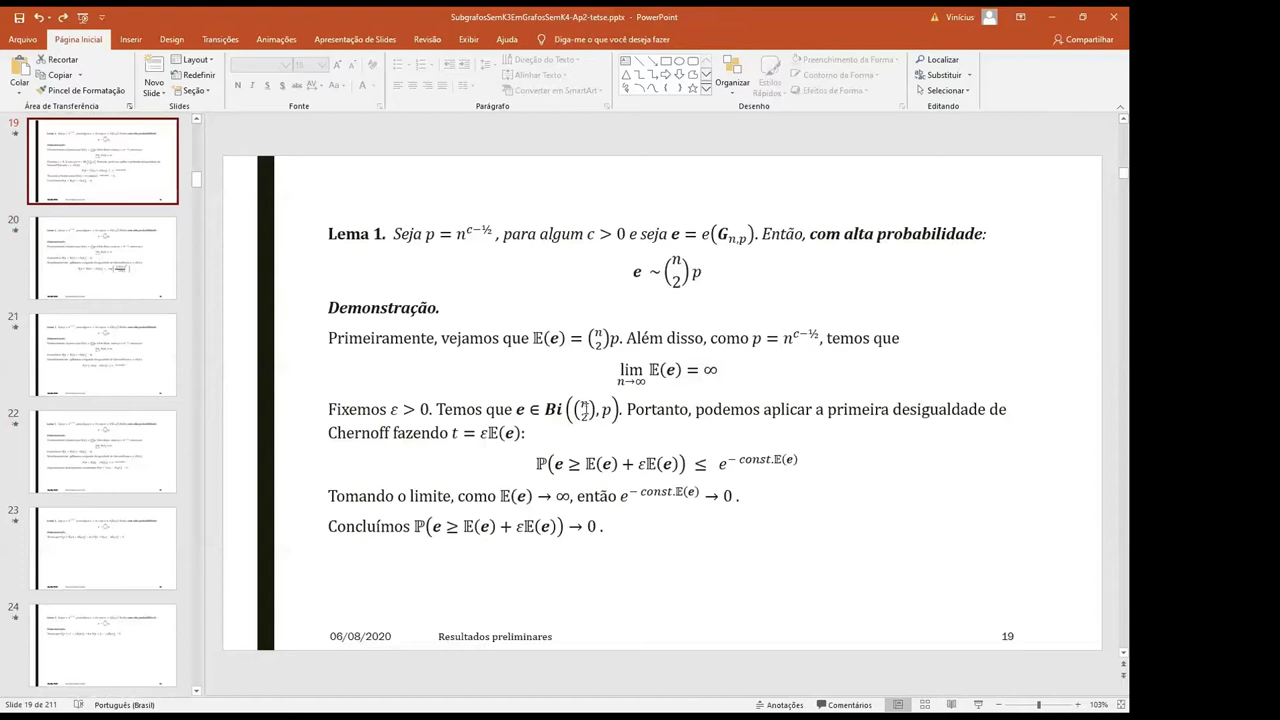 SubgrafosSemK3EmGrafosSemK4-Ap2-tetse.pptx - PowerPoint
Vinícius
Arquivo Página Inicial Inserir Design Transições Animações Apresentação de Slides Revisão Exibir Ajuda Diga-me o que você deseja fazer Compartilhar
Colar
Recortar
Copiar
Pincel de Formatação
Área de Transferência
Novo Slide
Layout
Redefinir
Seção
Slides
18
N I S S
Fonte
Direção do Texto
Alinhar Texto
Converter em SmartArt
Parágrafo
Organizar
Estilos Rápidos
Preenchimento da Forma
Contorno da Forma
Efeitos de Forma
Desenho
Localizar
Substituir
Selecionar
Editando
19
20
21
22
23
24
Lema 1. Seja p = n^{c−½} para algum c > 0 e seja e = e(G_{n,p}). Então com alta probabilidade:
e ~ (n 2) p
Demonstração.
Primeiramente, vejamos que 𝔼(e) = (n 2)p. Além disso, como p = n^{c−½}, temos que
lim_{n→∞} 𝔼(e) = ∞
Fixemos ε > 0. Temos que e ∈ Bi((n 2), p). Portanto, podemos aplicar a primeira desigualdade de
Chernoff fazendo t = ε𝔼(e):
ℙ(e ≥ 𝔼(e) + ε𝔼(e)) ≤ e^{− const.𝔼(e)}
Tomando o limite, como 𝔼(e) → ∞, então e^{− const.𝔼(e)} → 0 .
Concluímos ℙ(e ≥ 𝔼(e) + ε𝔼(e)) → 0 .
06/08/2020 Resultados preliminares 19
Slide 19 de 211 Português (Brasil) Anotações Comentários 103%